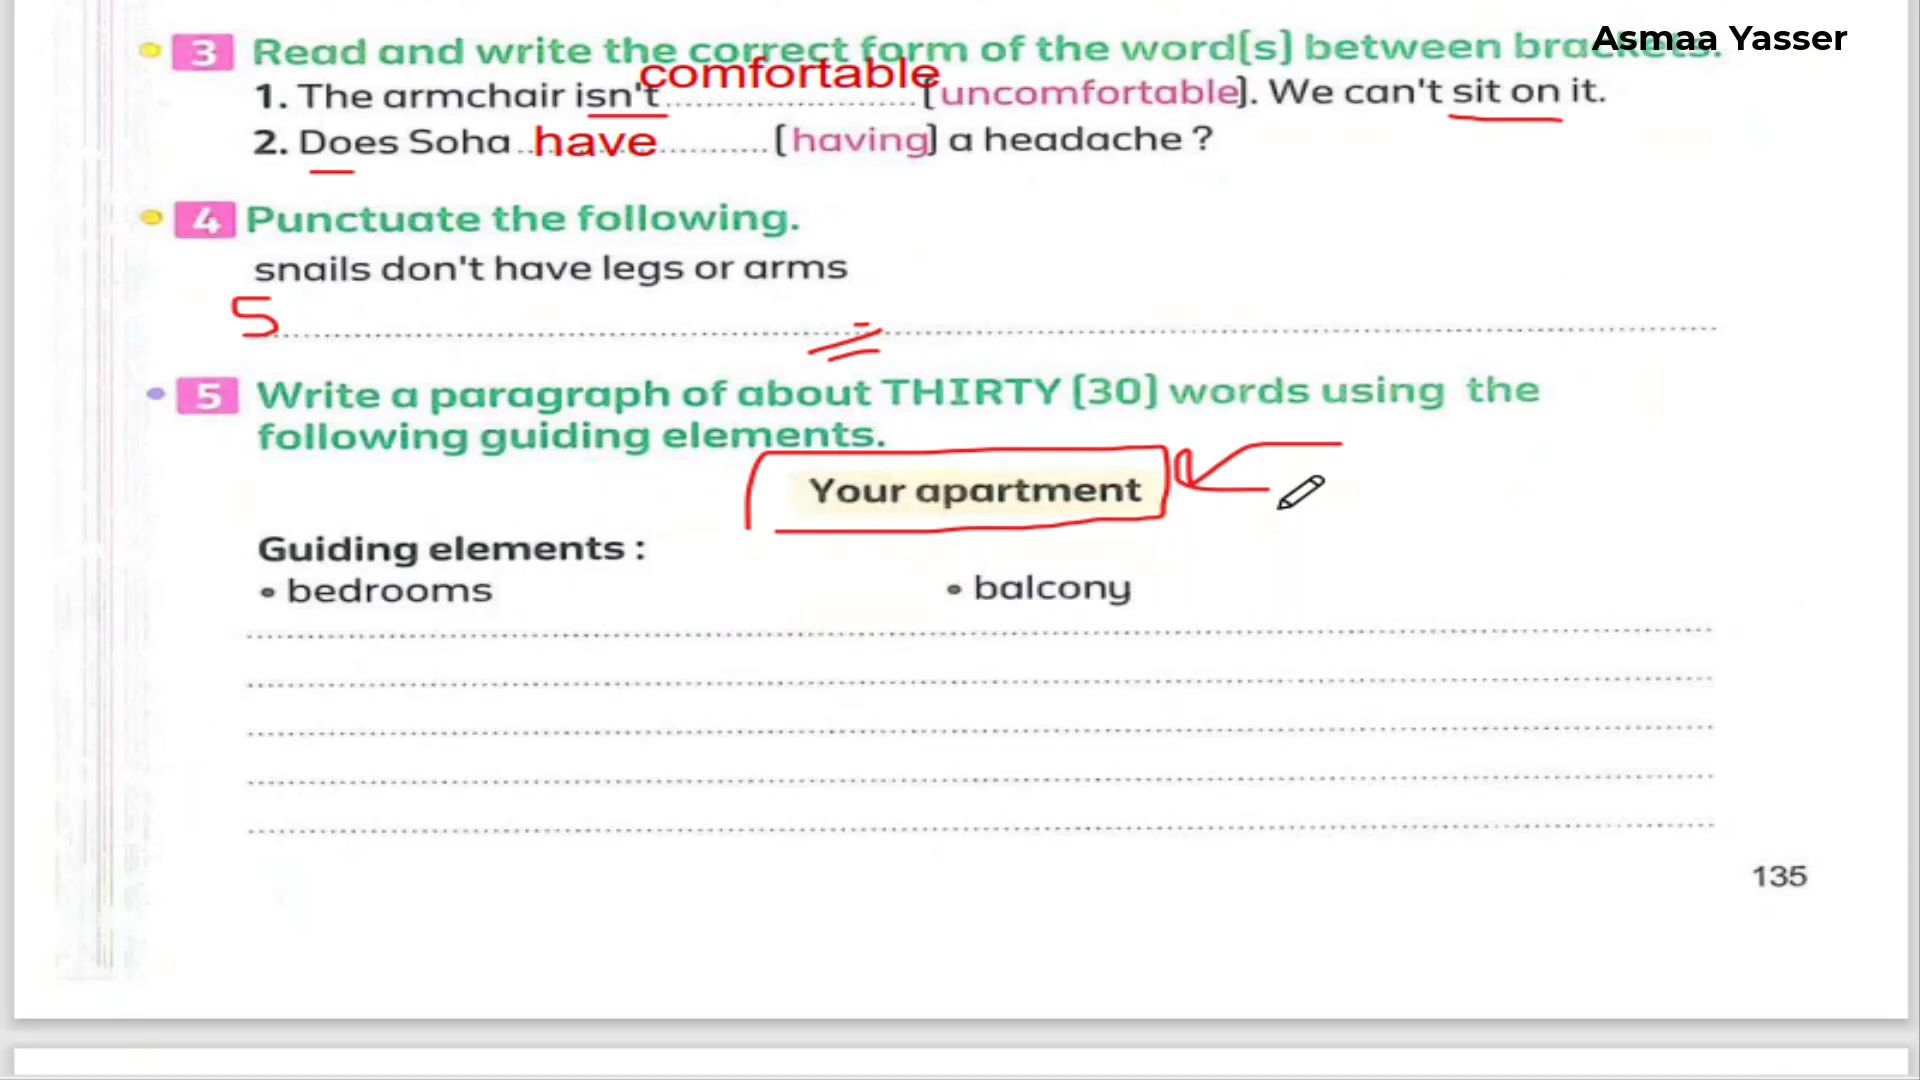 Asmaa Yasser
3 Read and write the correct form of the word(s) between brackets.
1. The armchair isn't comfortable [uncomfortable]. We can't sit on it.
2. Does Soha have [having] a headache ?
4 Punctuate the following.
snails don't have legs or arms
S
5 Write a paragraph of about THIRTY [30] words using the
following guiding elements.
Your apartment
Guiding elements :
• bedrooms • balcony
135